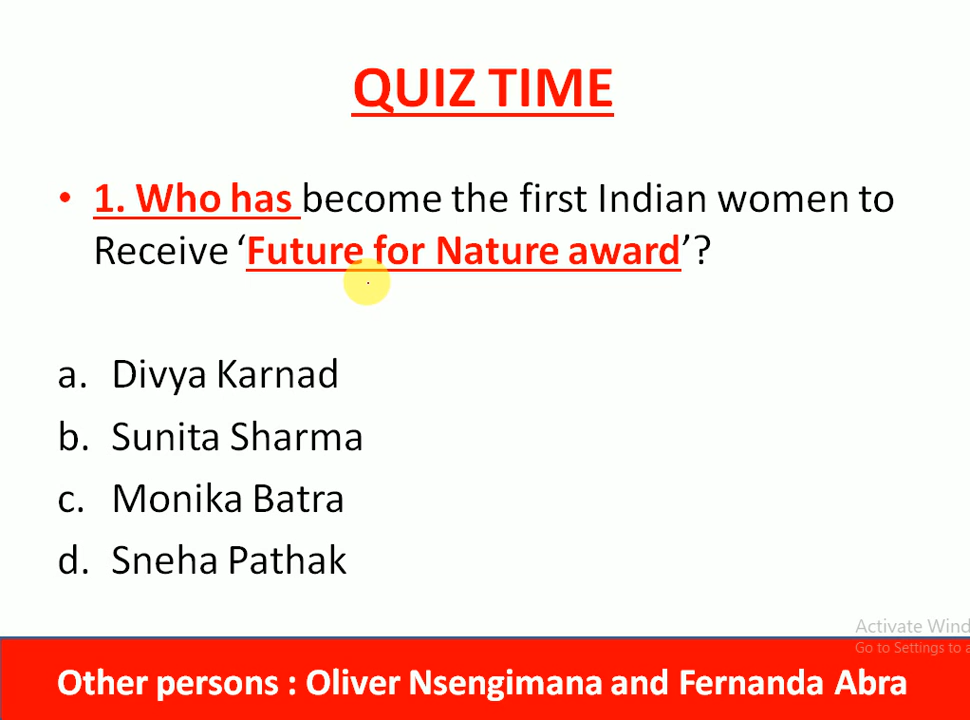 QUIZ TIME
• 1. Who has become the first Indian women to
Receive ‘Future for Nature award’?
a. Divya Karnad
b. Sunita Sharma
c. Monika Batra
d. Sneha Pathak
Activate Wind
Go to Settings to a
Other persons : Oliver Nsengimana and Fernanda Abra